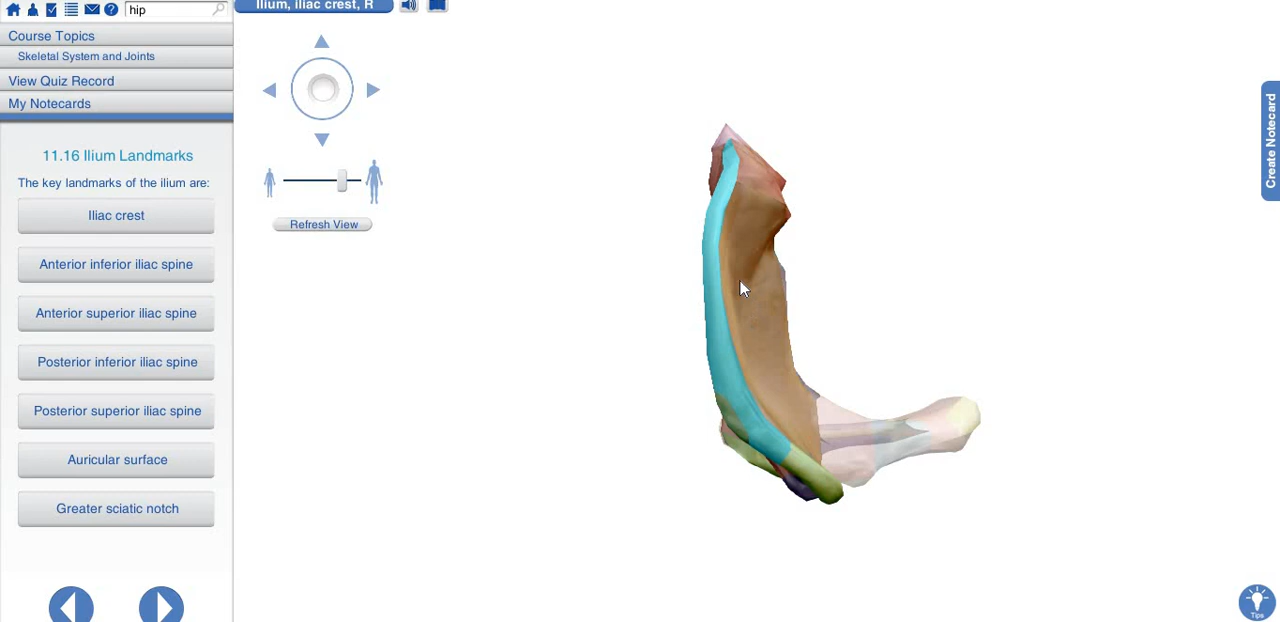 hip
Ilium, iliac crest, R
Course Topics
Skeletal System and Joints
View Quiz Record
My Notecards
11.16 Ilium Landmarks
The key landmarks of the ilium are:
Iliac crest
Anterior inferior iliac spine
Anterior superior iliac spine
Posterior inferior iliac spine
Posterior superior iliac spine
Auricular surface
Greater sciatic notch
Refresh View
Create Notecard
Tips